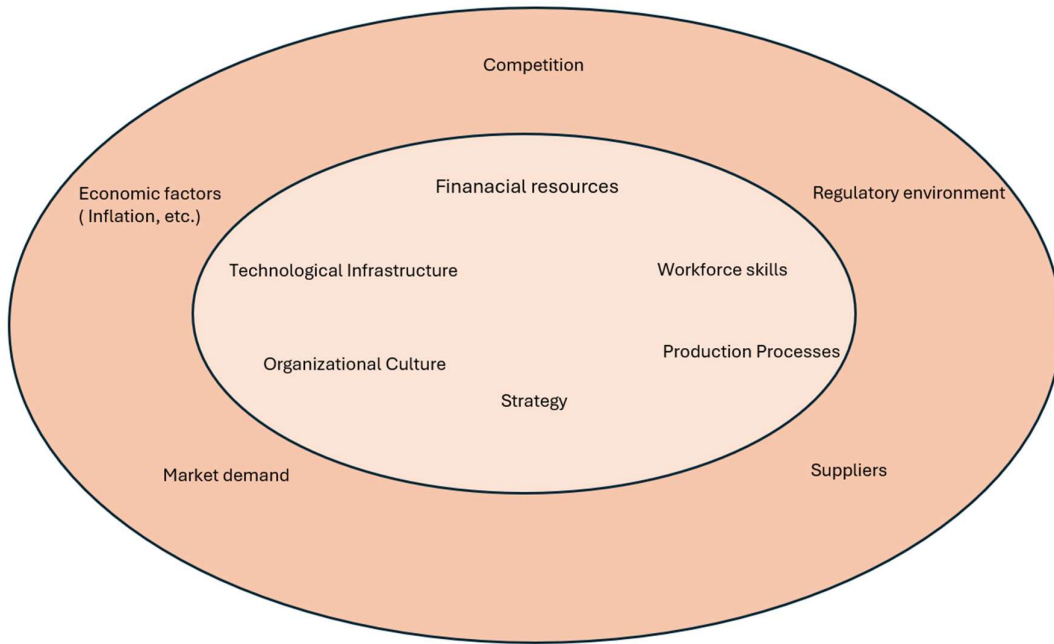 Competition
Economic factors
( Inflation, etc.)
Regulatory environment
Finanacial resources
Technological Infrastructure
Workforce skills
Production Processes
Organizational Culture
Strategy
Market demand
Suppliers